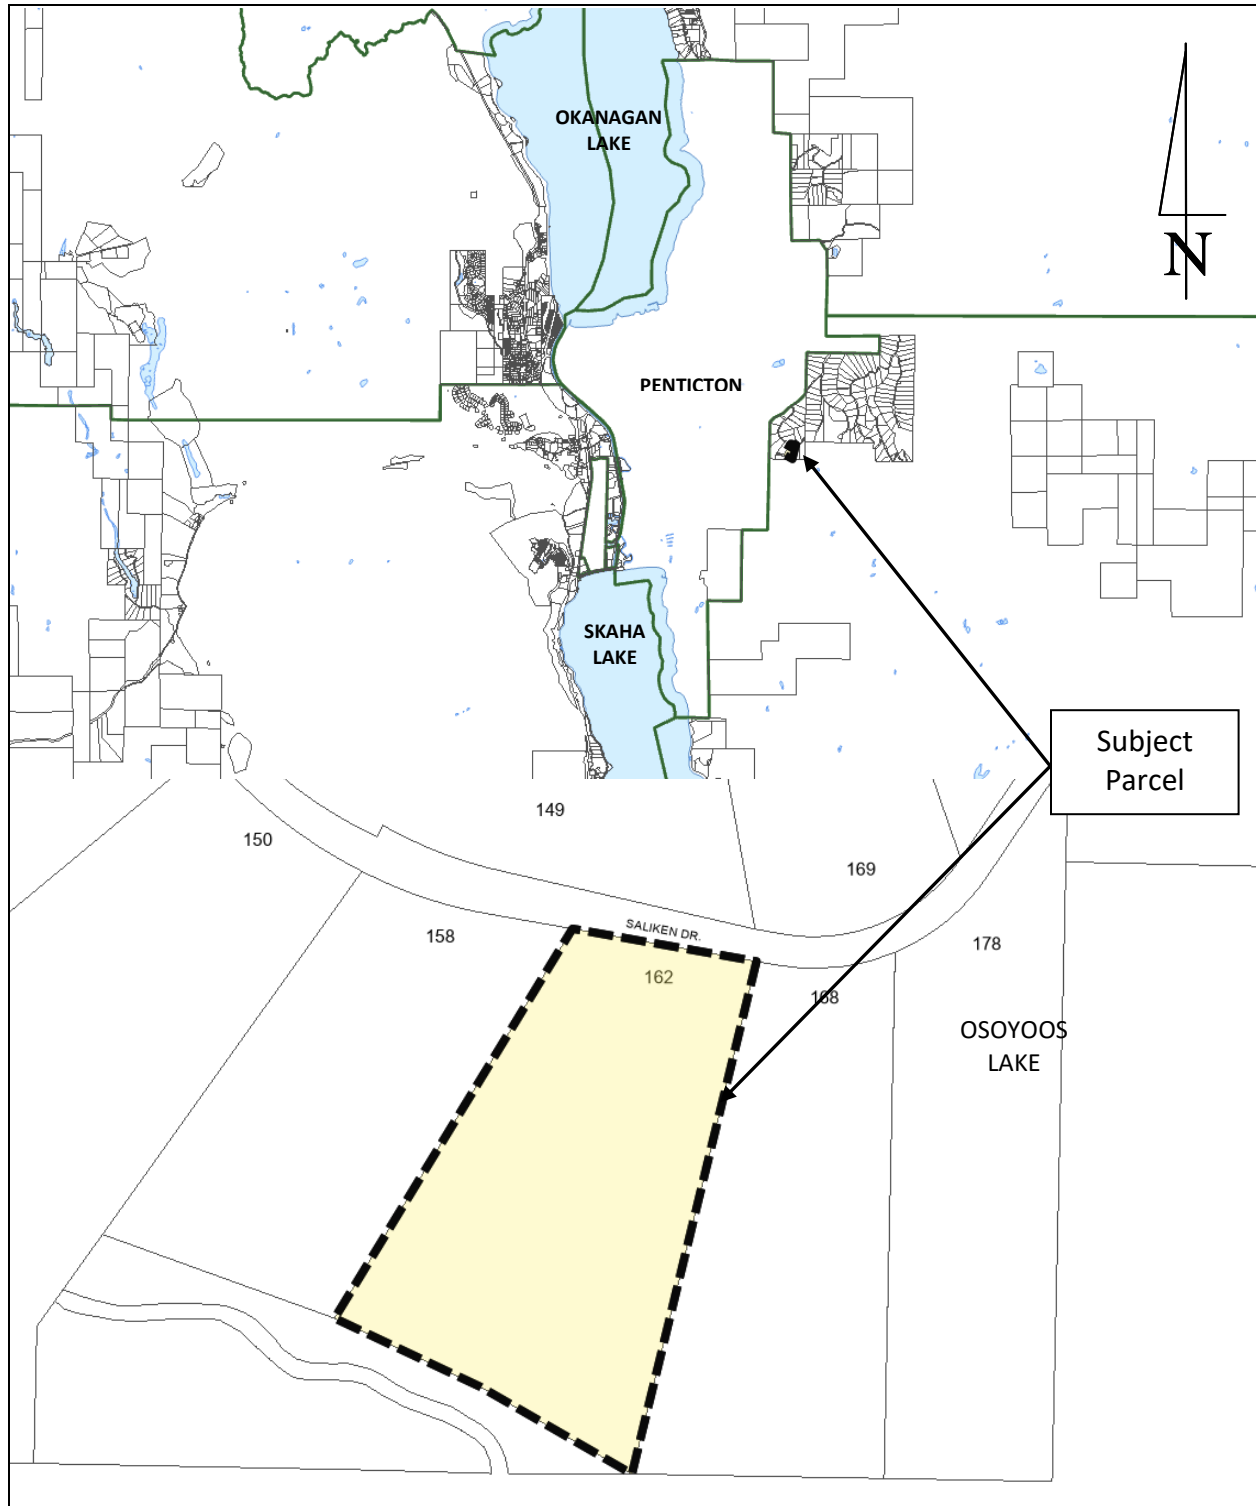 OKANAGAN
LAKE
N
PENTICTON
SKAHA
LAKE
Subject
Parcel
149
150
169
158
SALIKEN DR.
162
178
168
OSOYOOS
LAKE